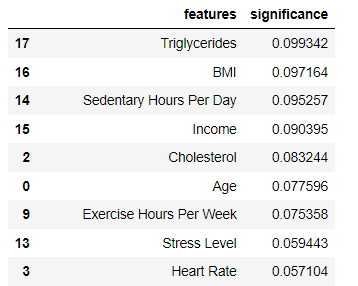 features significance
17 Triglycerides 0.099342
16 BMI 0.097164
14 Sedentary Hours Per Day 0.095257
15 Income 0.090395
2 Cholesterol 0.083244
0 Age 0.077596
9 Exercise Hours Per Week 0.075358
13 Stress Level 0.059443
3 Heart Rate 0.057104